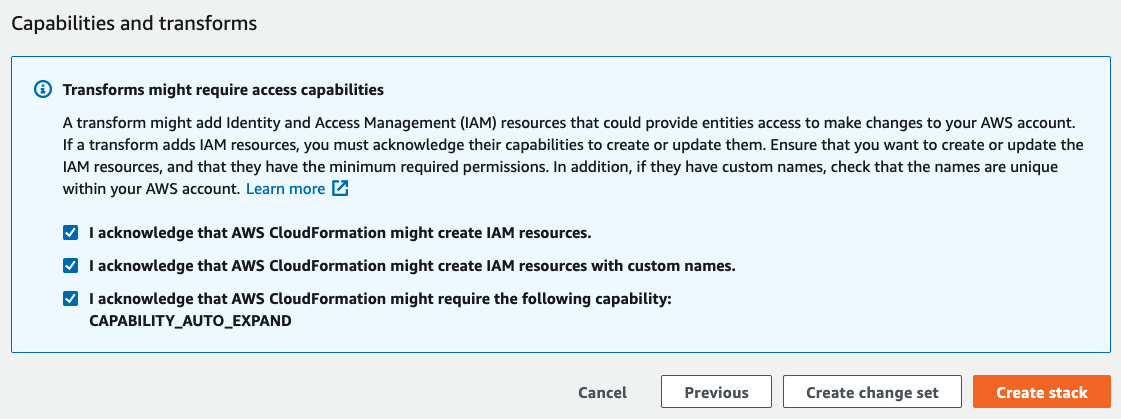 Capabilities and transforms
Transforms might require access capabilities
A transform might add Identity and Access Management (IAM) resources that could provide entities access to make changes to your AWS account.
If a transform adds IAM resources, you must acknowledge their capabilities to create or update them. Ensure that you want to create or update the
IAM resources, and that they have the minimum required permissions. In addition, if they have custom names, check that the names are unique
within your AWS account. Learn more
I acknowledge that AWS CloudFormation might create IAM resources.
I acknowledge that AWS CloudFormation might create IAM resources with custom names.
I acknowledge that AWS CloudFormation might require the following capability:
CAPABILITY_AUTO_EXPAND
Cancel Previous Create change set Create stack